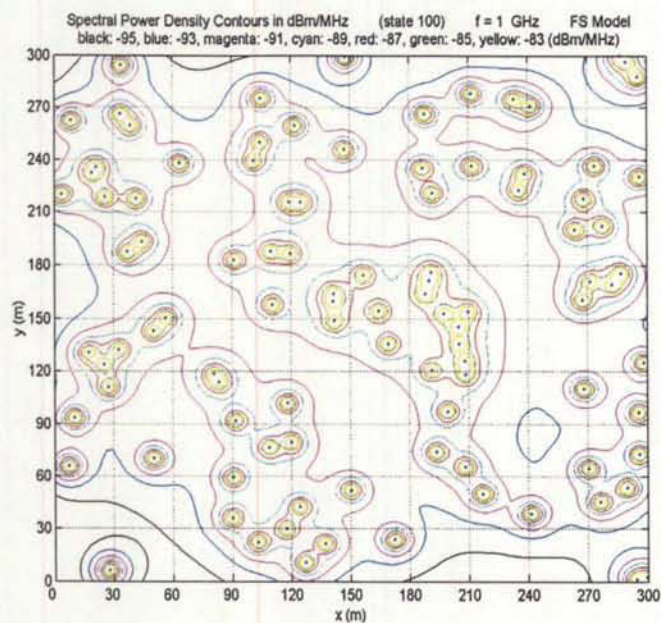 Spectral Power Density Contours in dBm/MHz (state 100) f = 1 GHz FS Model
black: -95, blue: -93, magenta: -91, cyan: -89, red: -87, green: -85, yellow: -83 (dBm/MHz)
300
270
240
210
180
150
120
90
60
30
0
y (m)
0 30 60 90 120 150 180 210 240 270 300
x (m)